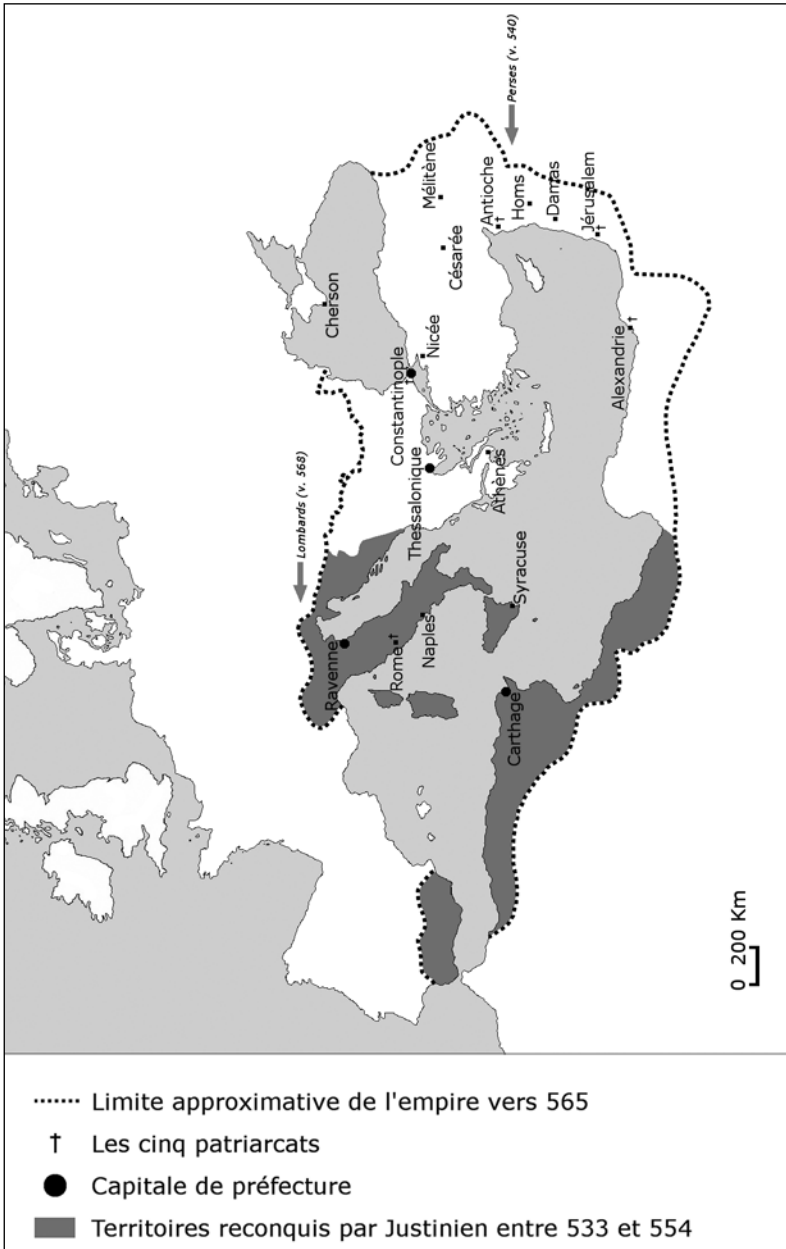 Lombards (v. 568)
Perses (v. 540)
Cherson
Mélitène
Césarée
Antioche
†
Homs
Damas
Jérusalem
†
Nicée
Constantinople
†
Thessalonique
Athènes
Alexandrie †
Ravenne
Rome †
Naples
Syracuse
Carthage
0 200 Km
Limite approximative de l'empire vers 565
† Les cinq patriarcats
Capitale de préfecture
Territoires reconquis par Justinien entre 533 et 554